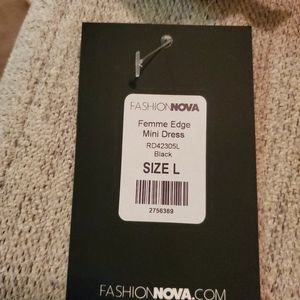 FASHIONNOVA
Femme Edge
Mini Dress
RD42305L
Black
SIZE L
2756389
FASHIONNOVA.COM